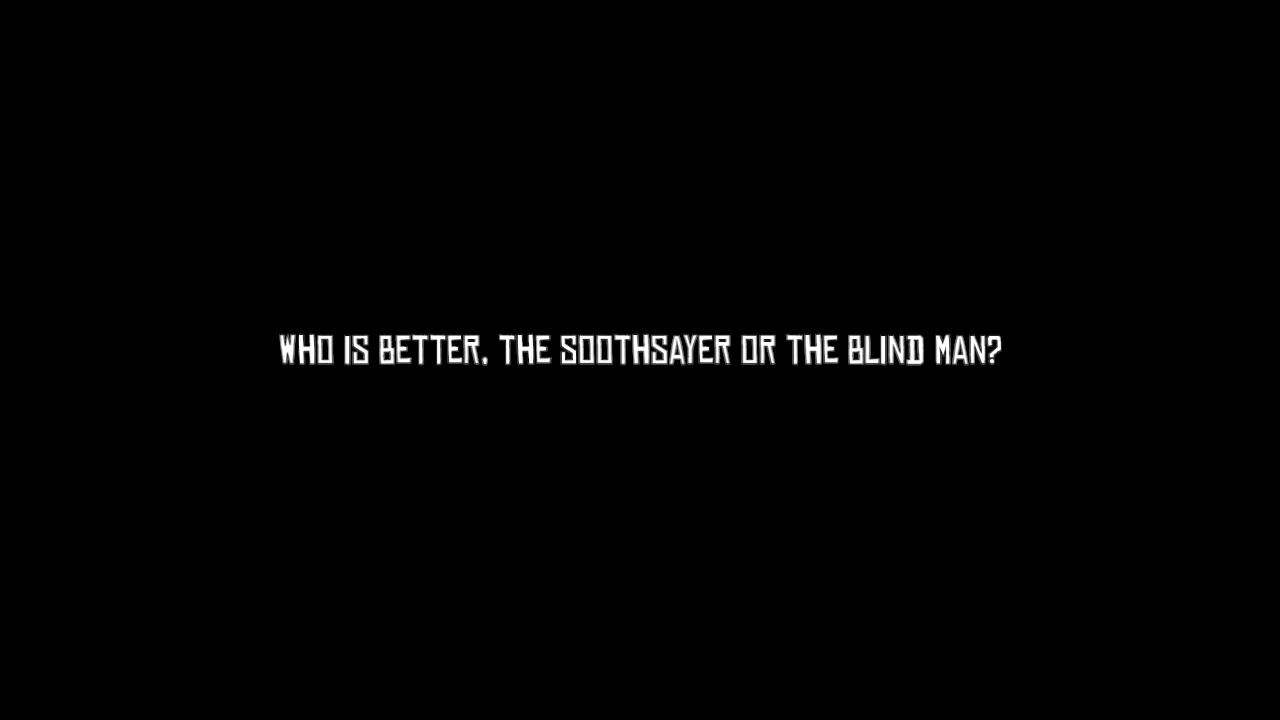 WHO IS BETTER, THE SOOTHSAYER OR THE BLIND MAN?